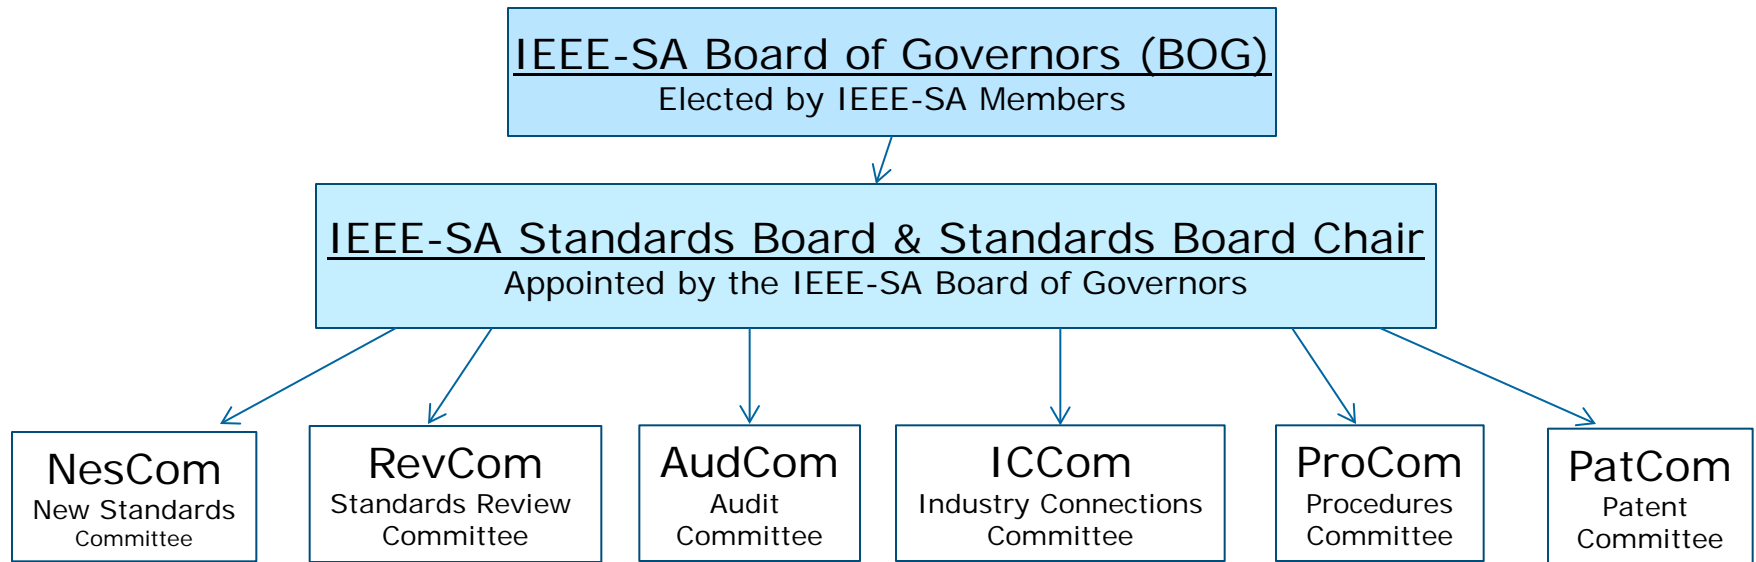 IEEE-SA Board of Governors (BOG)
Elected by IEEE-SA Members
IEEE-SA Standards Board & Standards Board Chair
Appointed by the IEEE-SA Board of Governors
NesCom
New Standards
Committee
RevCom
Standards Review
Committee
AudCom
Audit
Committee
ICCom
Industry Connections
Committee
ProCom
Procedures
Committee
PatCom
Patent
Committee